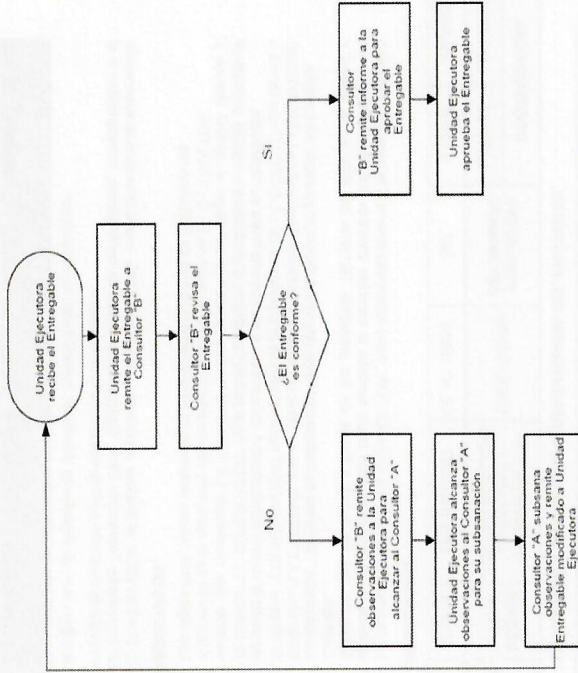 Unidad Ejecutora
recibe el Entregable
Unidad Ejecutora
remite el Entregable a
Consultor "B"
Consultor "B" revisa el
Entregable
¿El Entregable
es conforme?
No
Si
Consultor "B" remite
observaciones a la Unidad
Ejecutora para
alcanzar al Consultor "A"
Unidad Ejecutora alcanza
observaciones al Consultor "A"
para su subsanación
Consultor "A" subsana
observaciones y remite
Entregable modificado a Unidad
Ejecutora
Consultor
"B" remite informe a la
Unidad Ejecutora para
aprobar el
Entregable
Unidad Ejecutora
aprueba el Entregable